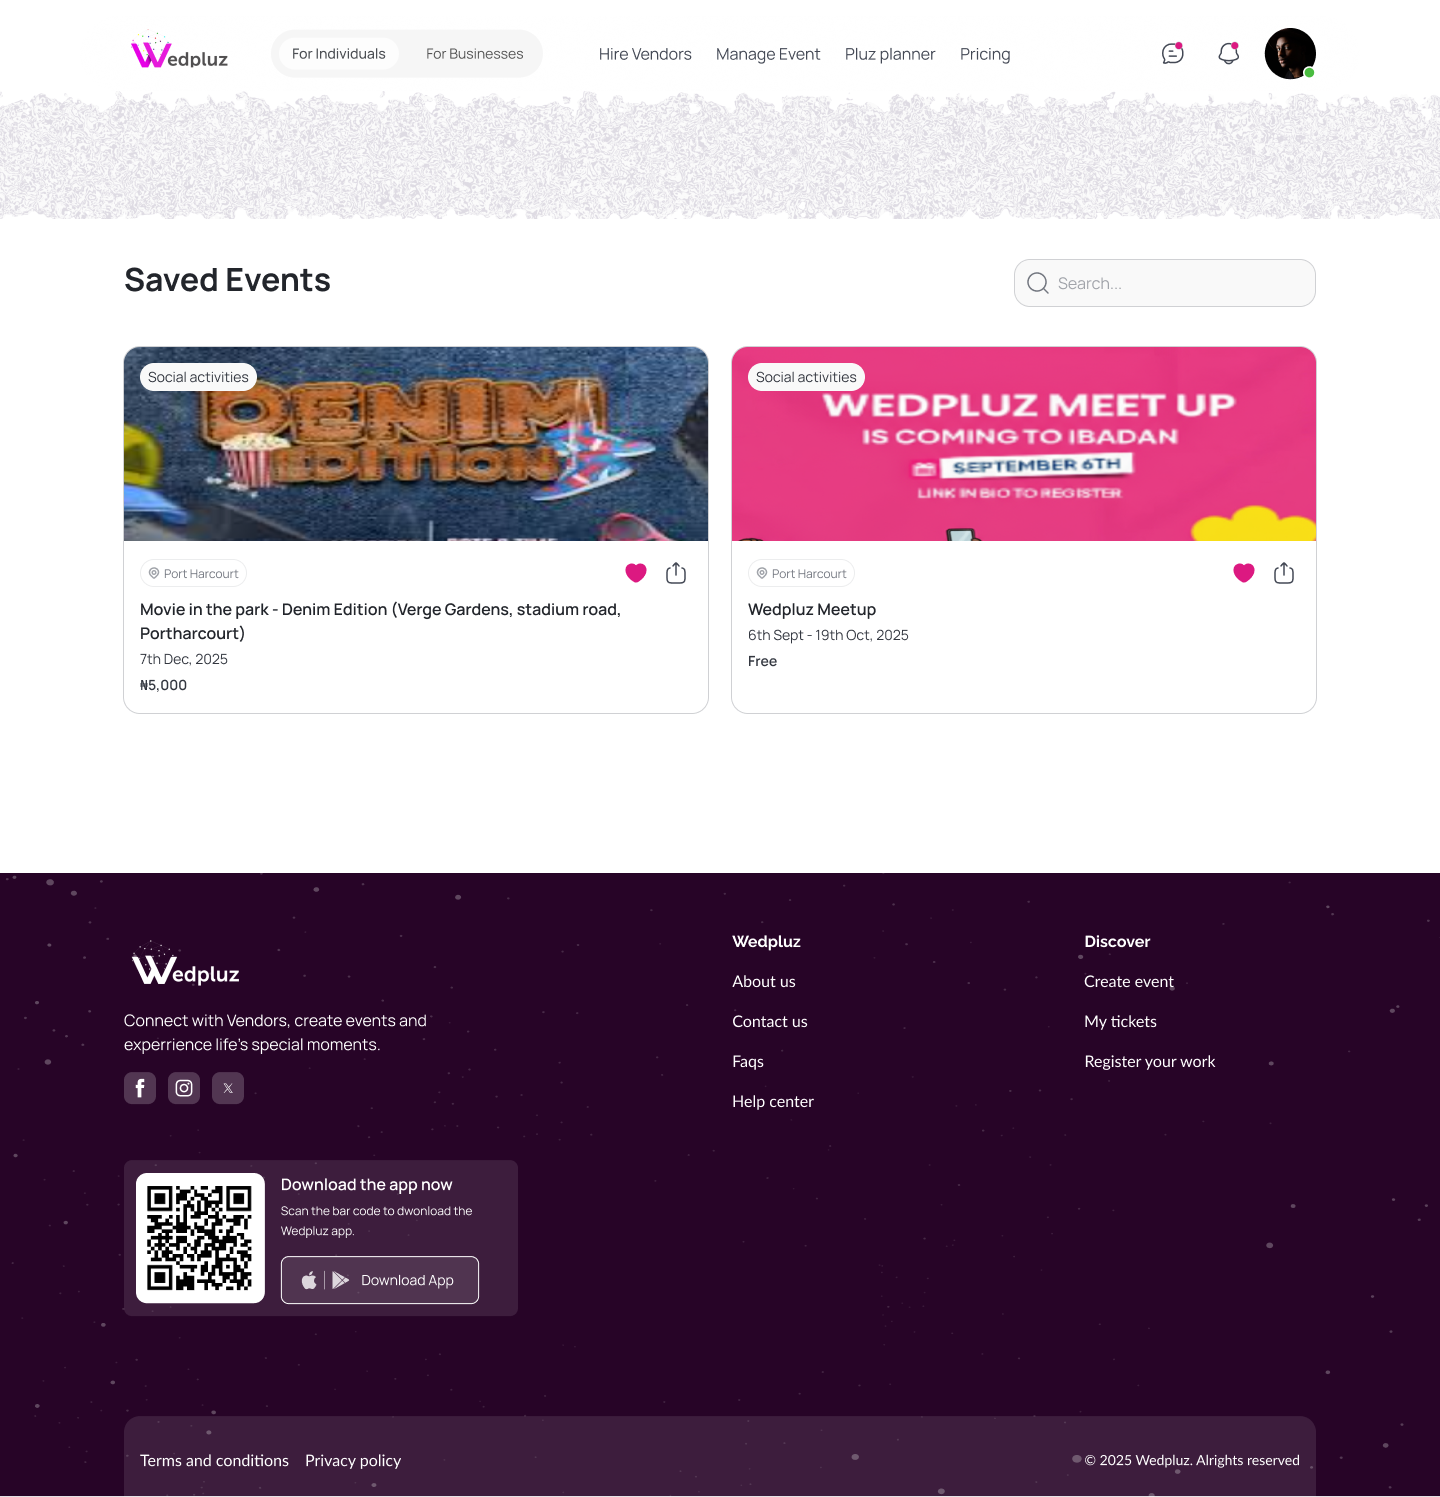 Wedpluz
For Individuals
For Businesses
Hire Vendors
Manage Event
Pluz planner
Pricing
Saved Events
Search...
Social activities
DENIM
EDITION
Port Harcourt
Movie in the park - Denim Edition (Verge Gardens, stadium road,
Portharcourt)
7th Dec, 2025
₦5,000
Social activities
WEDPLUZ MEET UP
IS COMING TO IBADAN
SEPTEMBER 6TH
LINK IN BIO TO REGISTER
Port Harcourt
Wedpluz Meetup
6th Sept - 19th Oct, 2025
Free
Wedpluz
Connect with Vendors, create events and
experrience life's special moments.
Download the app now
Scan the bar code to dwonload the
Wedpluz app.
Download App
Wedpluz
About us
Contact us
Faqs
Help center
Discover
Create event
My tickets
Register your work
Terms and conditions
Privacy policy
© 2025 Wedpluz. Alrights reserved